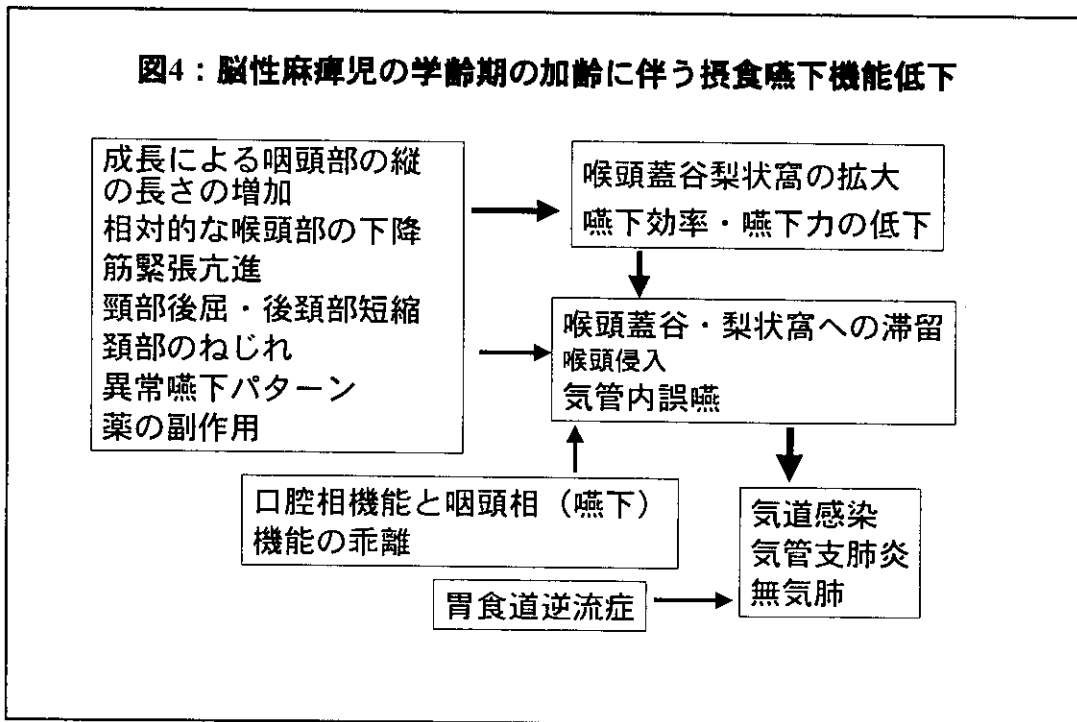 図4：脳性麻痺児の学齢期の加齢に伴う摂食嚥下機能低下
成長による咽頭部の縦
の長さの増加
相対的な喉頭部の下降
筋緊張亢進
頸部後屈・後頚部短縮
頚部のねじれ
異常嚥下パターン
薬の副作用
喉頭蓋谷梨状窩の拡大
嚥下効率・嚥下力の低下
喉頭蓋谷・梨状窩への滞留
喉頭侵入
気管内誤嚥
口腔相機能と咽頭相（嚥下）
機能の乖離
胃食道逆流症
気道感染
気管支肺炎
無気肺